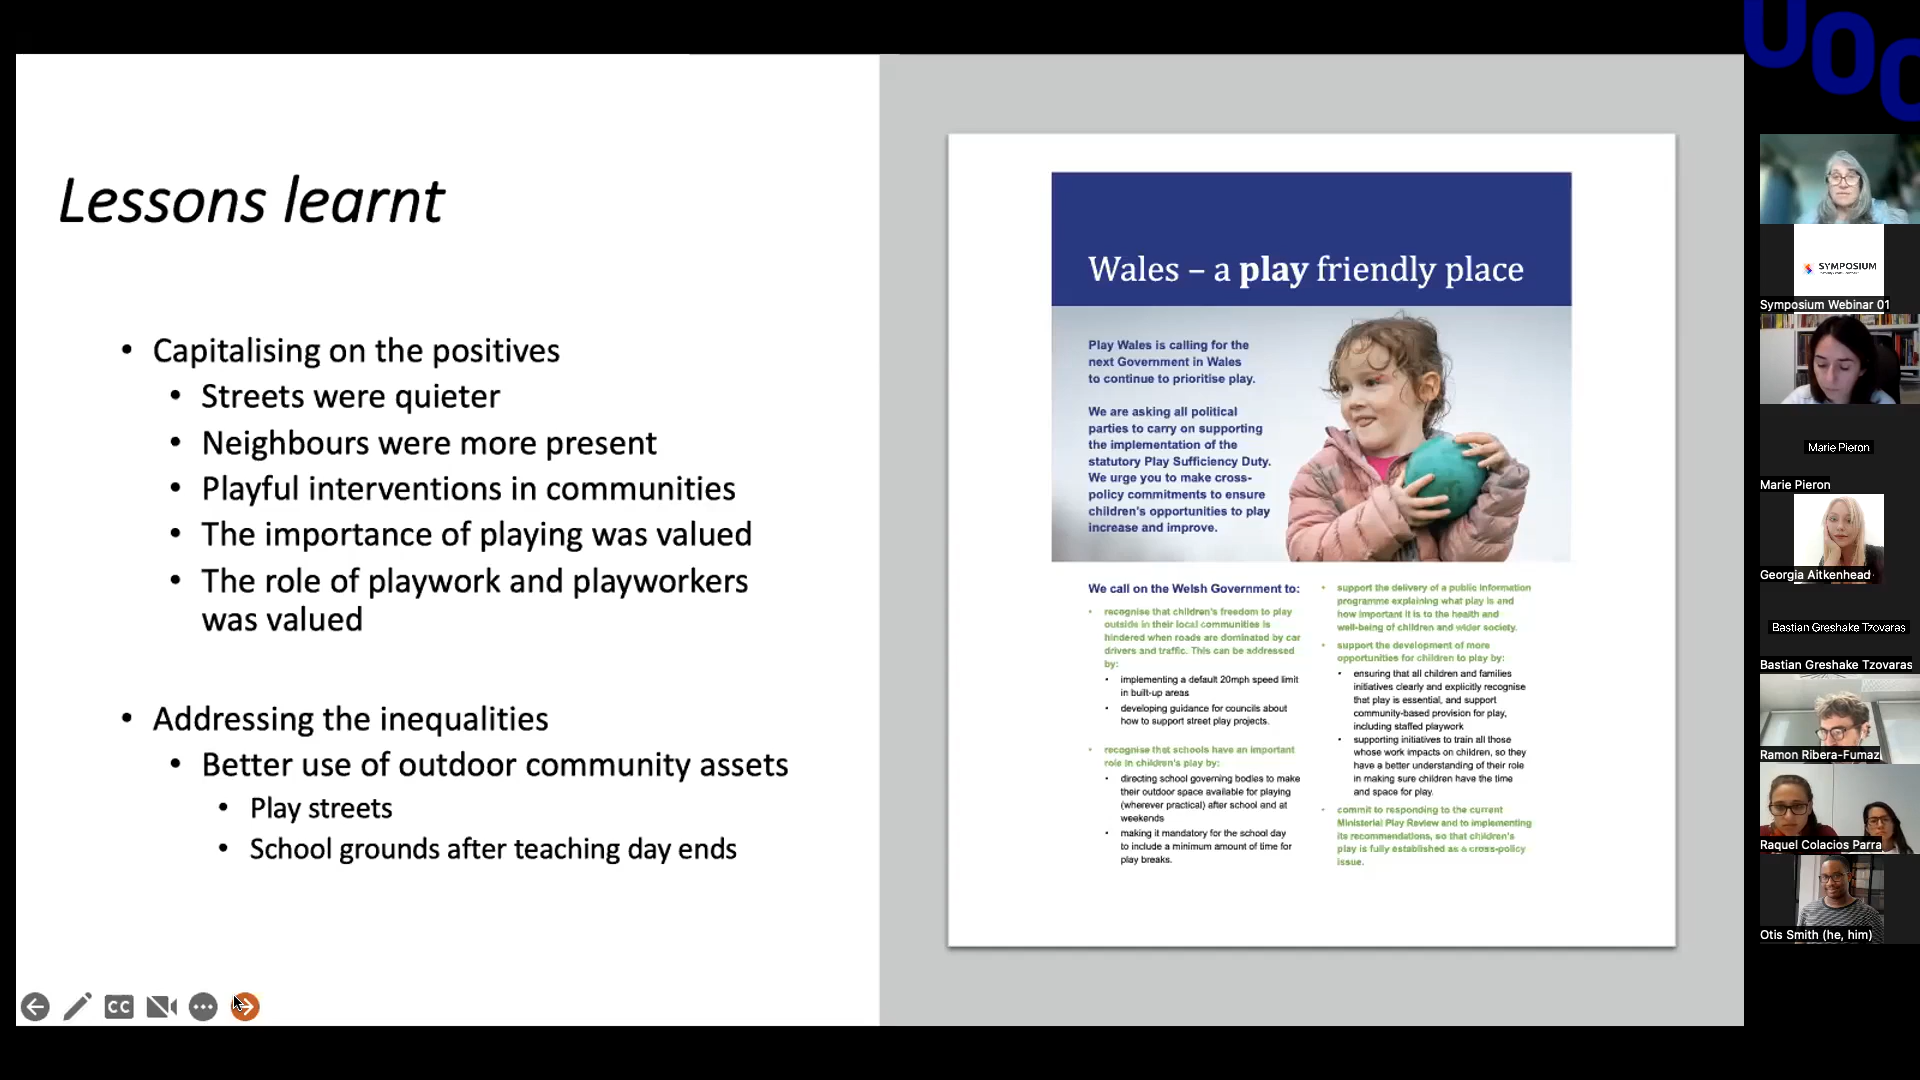 UOC
Lessons learnt
• Capitalising on the positives
• Streets were quieter
• Neighbours were more present
• Playful interventions in communities
• The importance of playing was valued
• The role of playwork and playworkers
was valued
• Addressing the inequalities
• Better use of outdoor community assets
• Play streets
• School grounds after teaching day ends
CC
Wales – a play friendly place
Play Wales is calling for the
next Government in Wales
to continue to prioritise play.
We are asking all political
parties to carry on supporting
the implementation of the
statutory Play Sufficiency Duty.
We urge you to make cross-
policy commitments to ensure
children's opportunities to play
increase and improve.
We call on the Welsh Government to:
• recognise that children's freedom to play
outside in their local communities is
hindered when roads are dominated by car
drivers and traffic. This can be addressed
by:
• implementing a default 20mph speed limit
in built-up areas
• developing guidance for councils about
how to support street play projects.
• recognise that schools have an important
role in children's play by:
• directing school governing bodies to make
their outdoor space available for playing
(wherever practical) after school and at
weekends
• making it mandatory for the school day
to include a minimum amount of time for
play breaks.
• support the delivery of a public information
programme explaining what play is and
how important it is to the health and
well-being of children and wider society.
• support the development of more
opportunities for children to play by:
• ensuring that all children and families
initiatives clearly and explicitly recognise
that play is essential, and support
community-based provision for play,
including staffed playwork
• supporting initiatives to train all those
whose work impacts on children, so they
have a better understanding of their role
in making sure children have the time
and space for play.
• commit to responding to the current
Ministerial Play Review and to implementing
its recommendations, so that children's
play is fully established as a cross-policy
issue.
SYMPOSIUM
Symposium Webinar 01
Marie Pieron
Marie Pieron
Georgia Aitkenhead
Bastian Greshake Tzovaras
Bastian Greshake Tzovaras
Ramon Ribera-Fumaz
Raquel Colacios Parra
Otis Smith (he, him)